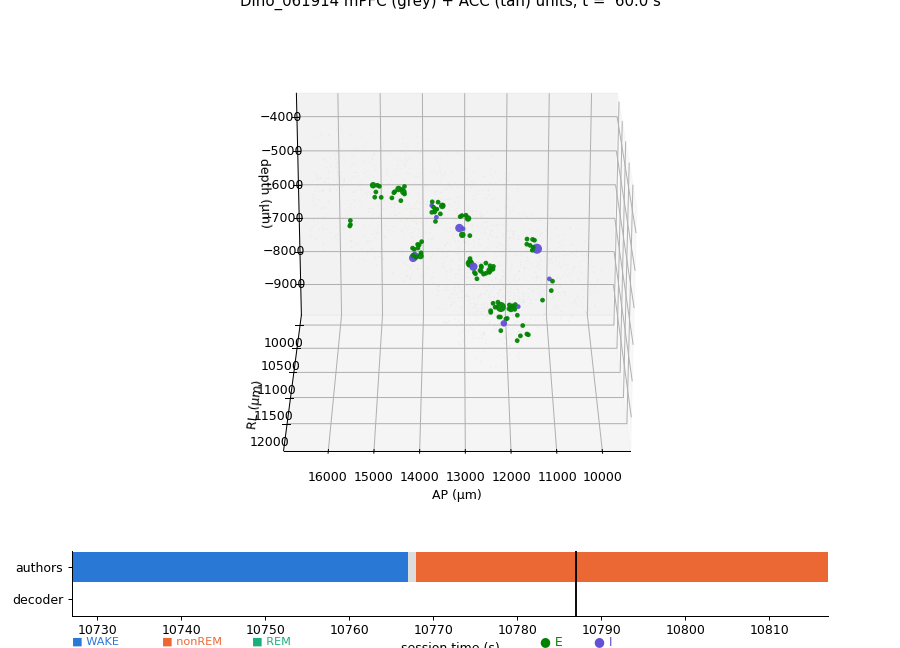 Dino_061914 mPFC (grey) + ACC (tan) units, t = 60.0 s
−4000
−5000
−6000
−7000
−8000
−9000
depth (μm)
10000
10500
11000
11500
12000
RL (μm)
16000 15000 14000 13000 12000 11000 10000
AP (μm)
authors
decoder
10730 10740 10750 10760 10770 10780 10790 10800 10810
session time (s)
WAKE nonREM REM E I